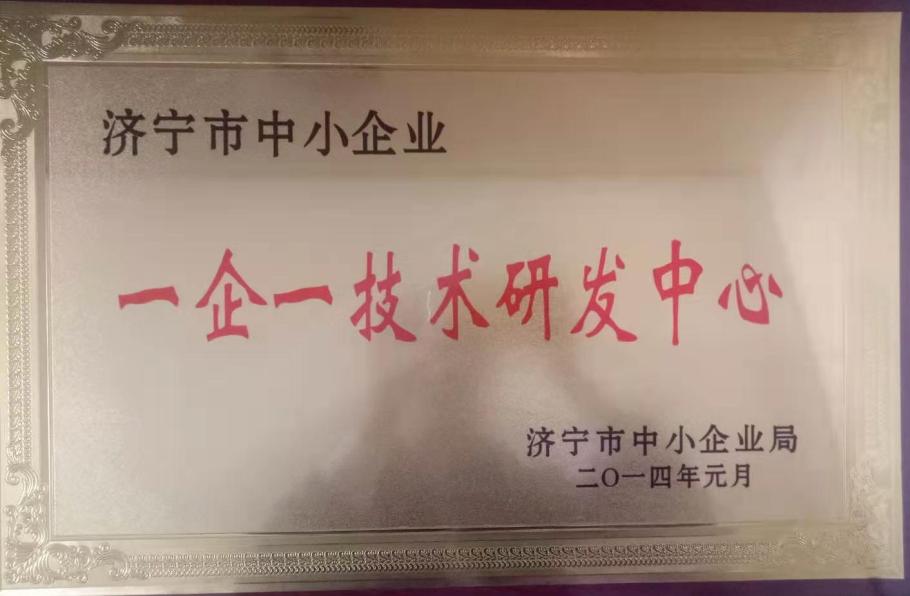 济宁市中小企业
一企一技术研发中心
济宁市中小企业局
二〇一四年元月